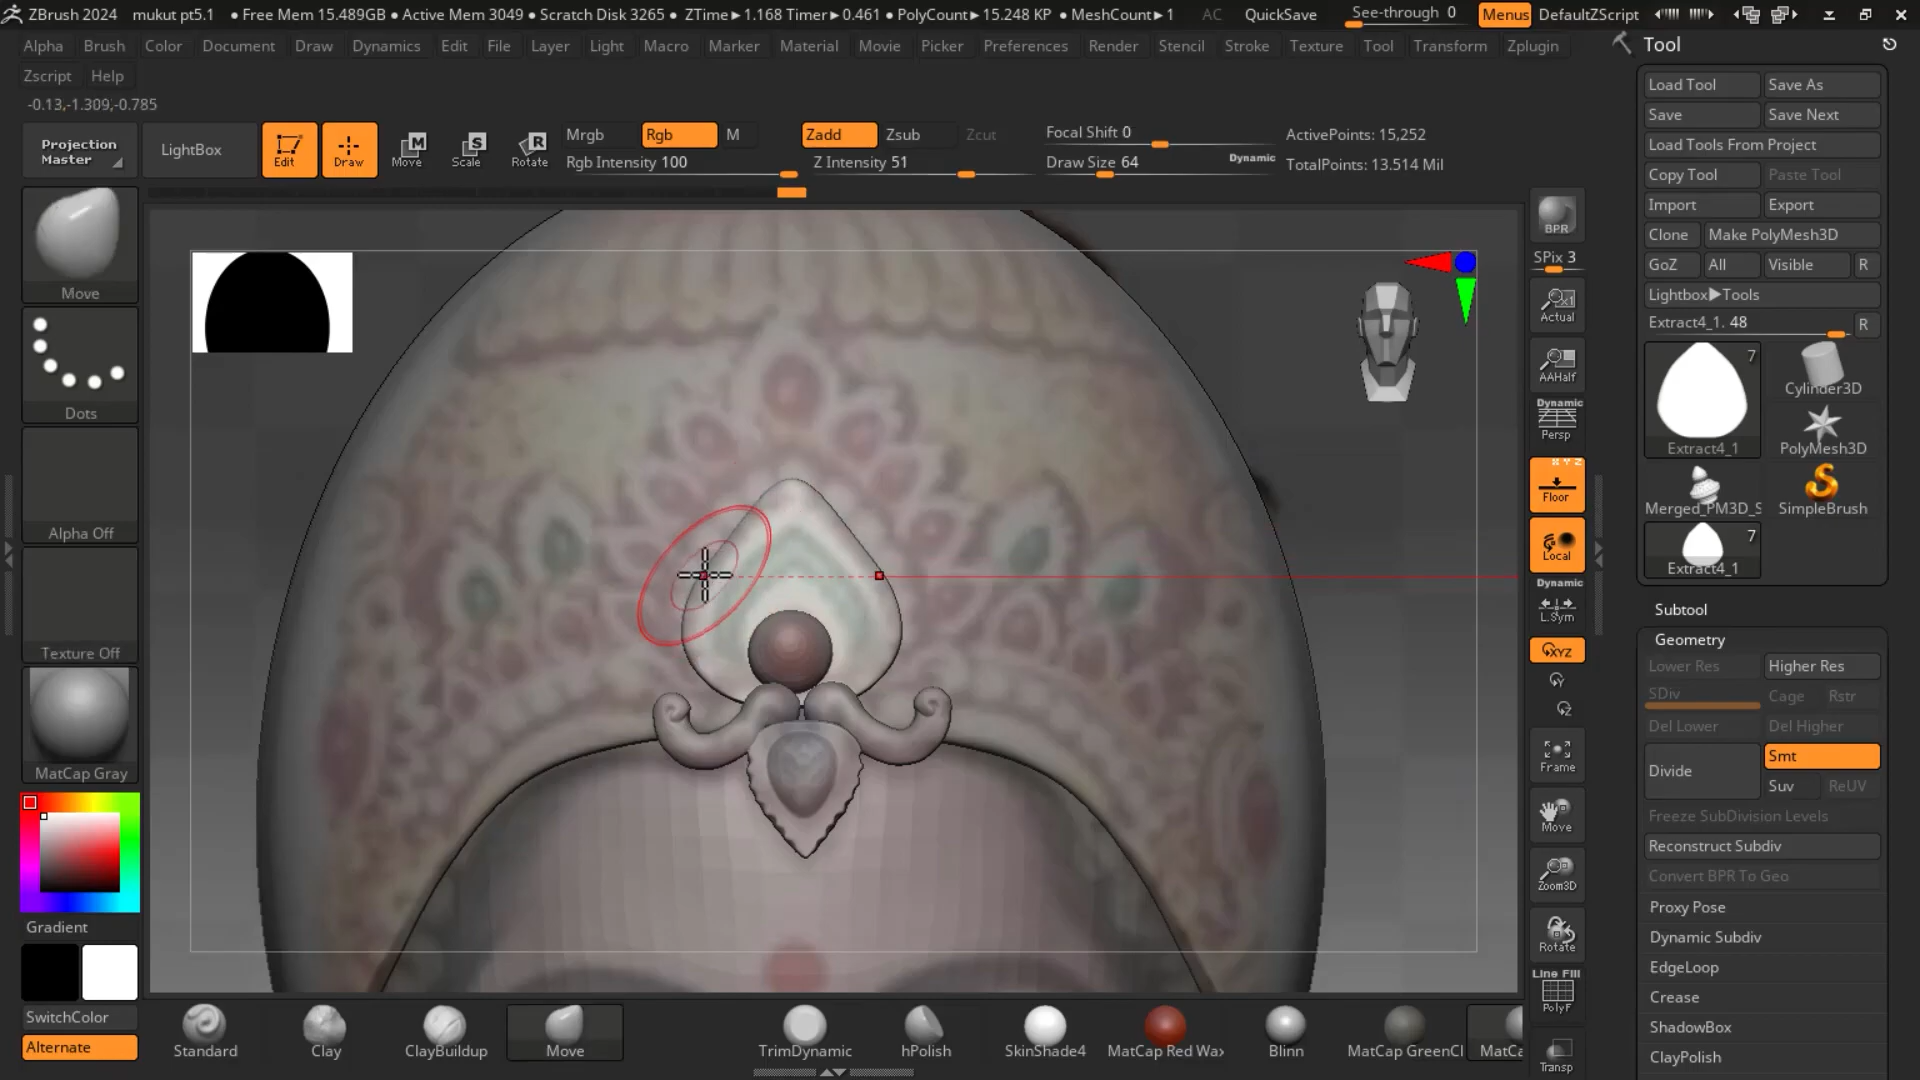 ZBrush 2024 mukut pt5.1 ● Free Mem 15.489GB ● Active Mem 3049 ● Scratch Disk 3265 ● ZTime►1.168 Timer►0.461 ● PolyCount►15.248 KP ● MeshCount►1 AC QuickSave See-through 0 Menus DefaultZScript
Alpha Brush Color Document Draw Dynamics Edit File Layer Light Macro Marker Material Movie Picker Preferences Render Stencil Stroke Texture Tool Transform Zplugin
Zscript Help
-0.13,-1.309,-0.785
Projection Master
LightBox
Edit
Draw
Move
Scale
Rotate
Mrgb Rgb M
Rgb Intensity 100
Zadd Zsub Zcut
Z Intensity 51
Focal Shift 0
Draw Size 64 Dynamic
ActivePoints: 15,252
TotalPoints: 13.514 Mil
Move
Dots
Alpha Off
Texture Off
MatCap Gray
Gradient
SwitchColor
Alternate
BPR
SPix 3
Actual
AAHalf
Dynamic
Persp
X Y Z
Floor
Local
Dynamic
L.Sym
XYZ
Y
Z
Frame
Move
Zoom3D
Rotate
Line Fill
PolyF
Transp
Tool
Load Tool Save As
Save Save Next
Load Tools From Project
Copy Tool Paste Tool
Import Export
Clone Make PolyMesh3D
GoZ All Visible R
Lightbox►Tools
Extract4_1. 48 R
7
Extract4_1
Cylinder3D
PolyMesh3D
Merged_PM3D_S
SimpleBrush
7
Extract4_1
Subtool
Geometry
Lower Res Higher Res
SDiv Cage Rstr
Del Lower Del Higher
Divide Smt
Suv ReUV
Freeze SubDivision Levels
Reconstruct Subdiv
Convert BPR To Geo
Proxy Pose
Dynamic Subdiv
EdgeLoop
Crease
ShadowBox
ClayPolish
Standard Clay ClayBuildup Move TrimDynamic hPolish SkinShade4 MatCap Red Wax Blinn MatCap GreenCl MatCa